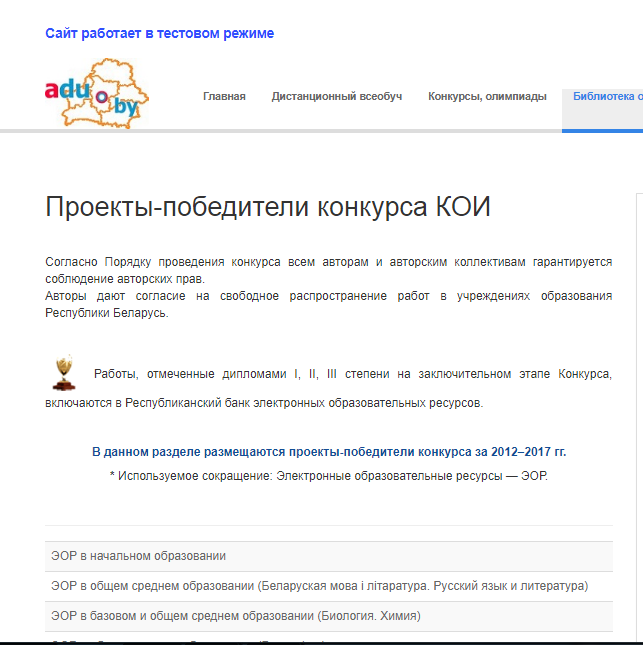 Сайт работает в тестовом режиме
adu by
Главная Дистанционный всеобуч Конкурсы, олимпиады Библиотека о
Проекты-победители конкурса КОИ
Согласно Порядку проведения конкурса всем авторам и авторским коллективам гарантируется
соблюдение авторских прав.
Авторы дают согласие на свободное распространение работ в учреждениях образования
Республики Беларусь.
Работы, отмеченные дипломами I, II, III степени на заключительном этапе Конкурса,
включаются в Республиканский банк электронных образовательных ресурсов.
В данном разделе размещаются проекты-победители конкурса за 2012–2017 гг.
* Используемое сокращение: Электронные образовательные ресурсы — ЭОР.
ЭОР в начальном образовании
ЭОР в общем среднем образовании (Беларуская мова і літаратура. Русский язык и литература)
ЭОР в базовом и общем среднем образовании (Биология. Химия)